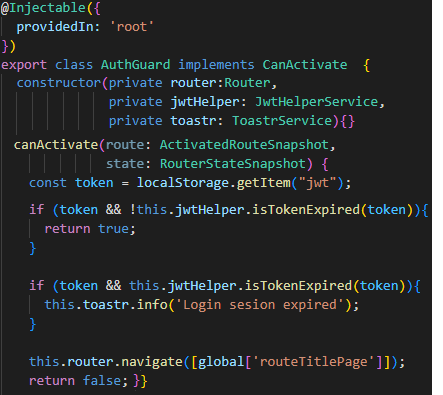 @Injectable({
providedIn: 'root'
})
export class AuthGuard implements CanActivate {
constructor(private router:Router,
private jwtHelper: JwtHelperService,
private toastr: ToastrService){}
canActivate(route: ActivatedRouteSnapshot,
state: RouterStateSnapshot) {
const token = localStorage.getItem("jwt");
if (token && !this.jwtHelper.isTokenExpired(token)){
return true;
}
if (token && this.jwtHelper.isTokenExpired(token)){
this.toastr.info('Login sesion expired');
}
this.router.navigate([global['routeTitlePage']]);
return false; }}